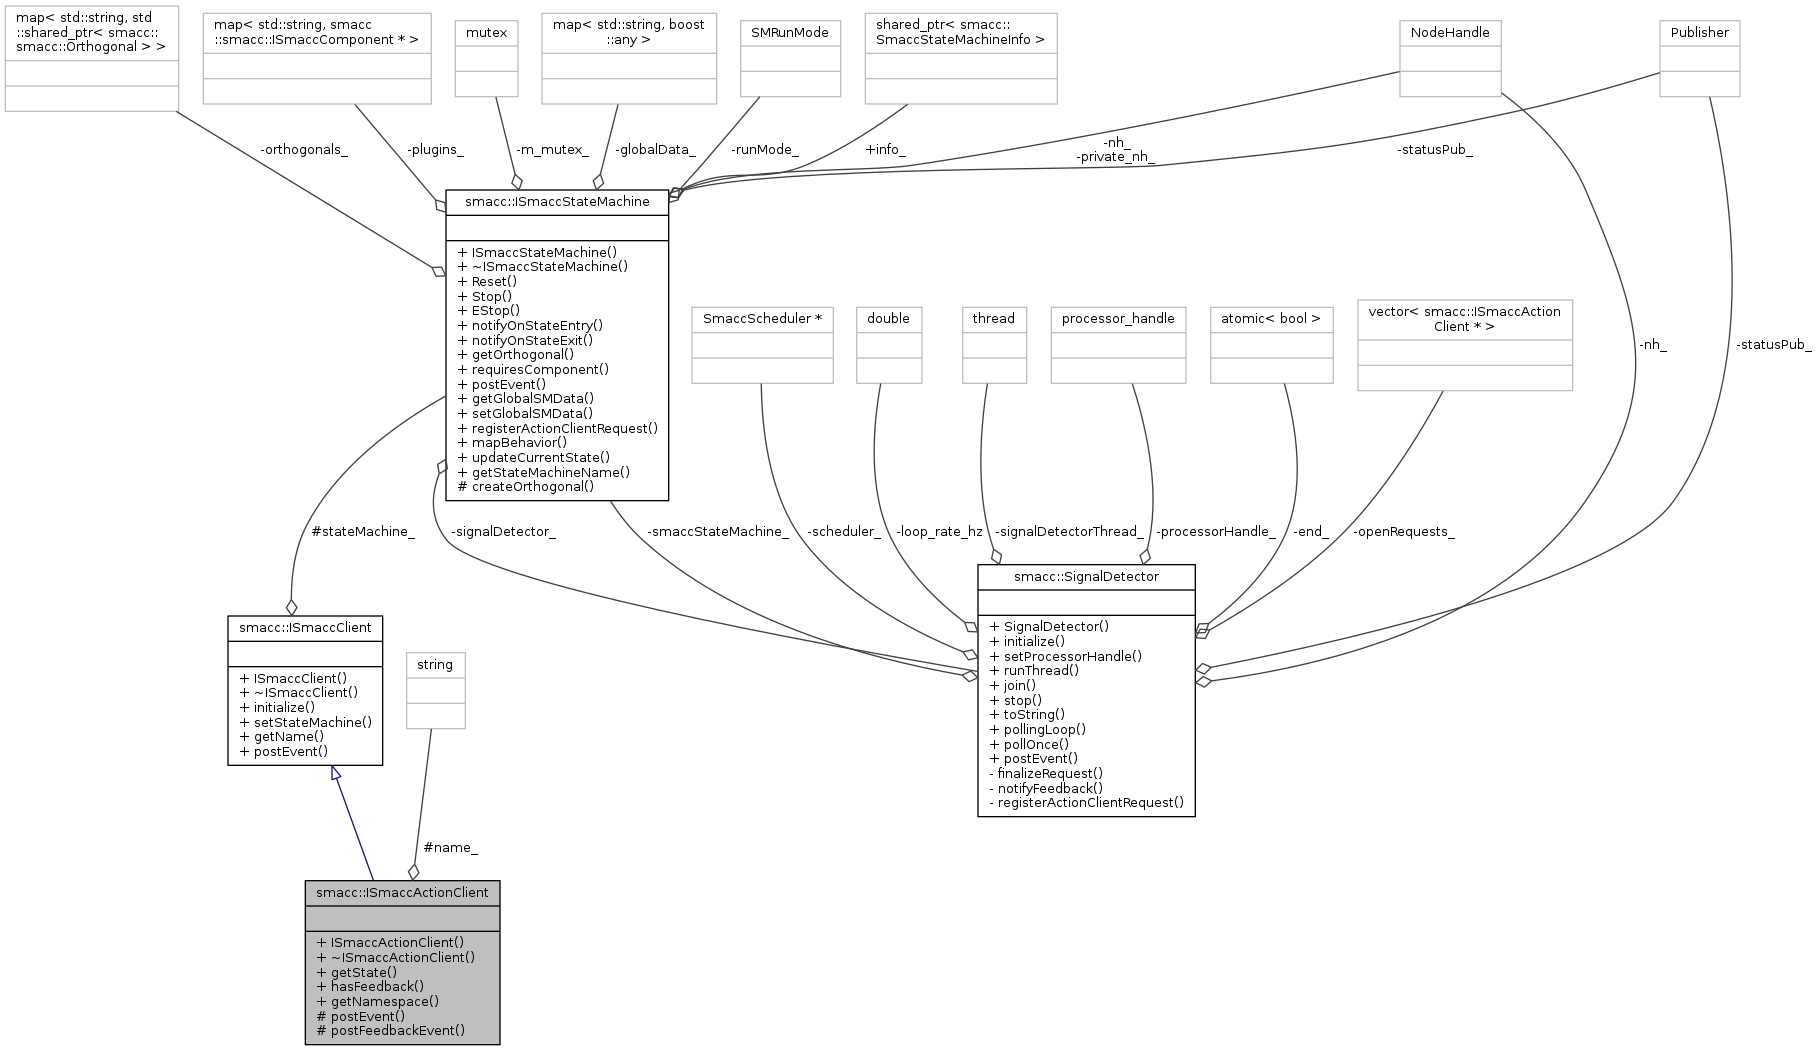 map< std::string, std
::shared_ptr< smacc::
smacc::Orthogonal > >
map< std::string, smacc
::smacc::ISmaccComponent * >
mutex
map< std::string, boost
::any >
SMRunMode
shared_ptr< smacc::
SmaccStateMachineInfo >
NodeHandle
Publisher
-orthogonals_
-plugins_
-m_mutex_
-globalData_
-runMode_
+info_
-nh_
-private_nh_
-statusPub_
smacc::ISmaccStateMachine
+ ISmaccStateMachine()
+ ~ISmaccStateMachine()
+ Reset()
+ Stop()
+ EStop()
+ notifyOnStateEntry()
+ notifyOnStateExit()
+ getOrthogonal()
+ requiresComponent()
+ postEvent()
+ getGlobalSMData()
+ setGlobalSMData()
+ registerActionClientRequest()
+ mapBehavior()
+ updateCurrentState()
+ getStateMachineName()
# createOrthogonal()
SmaccScheduler *
double
thread
processor_handle
atomic< bool >
vector< smacc::ISmaccAction
Client * >
-nh_
-statusPub_
#stateMachine_
-signalDetector_
-smaccStateMachine_
-scheduler_
-loop_rate_hz
-signalDetectorThread_
-processorHandle_
-end_
-openRequests_
smacc::SignalDetector
+ SignalDetector()
+ initialize()
+ setProcessorHandle()
+ runThread()
+ join()
+ stop()
+ toString()
+ pollingLoop()
+ pollOnce()
+ postEvent()
- finalizeRequest()
- notifyFeedback()
- registerActionClientRequest()
smacc::ISmaccClient
+ ISmaccClient()
+ ~ISmaccClient()
+ initialize()
+ setStateMachine()
+ getName()
+ postEvent()
string
#name_
smacc::ISmaccActionClient
+ ISmaccActionClient()
+ ~ISmaccActionClient()
+ getState()
+ hasFeedback()
+ getNamespace()
# postEvent()
# postFeedbackEvent()